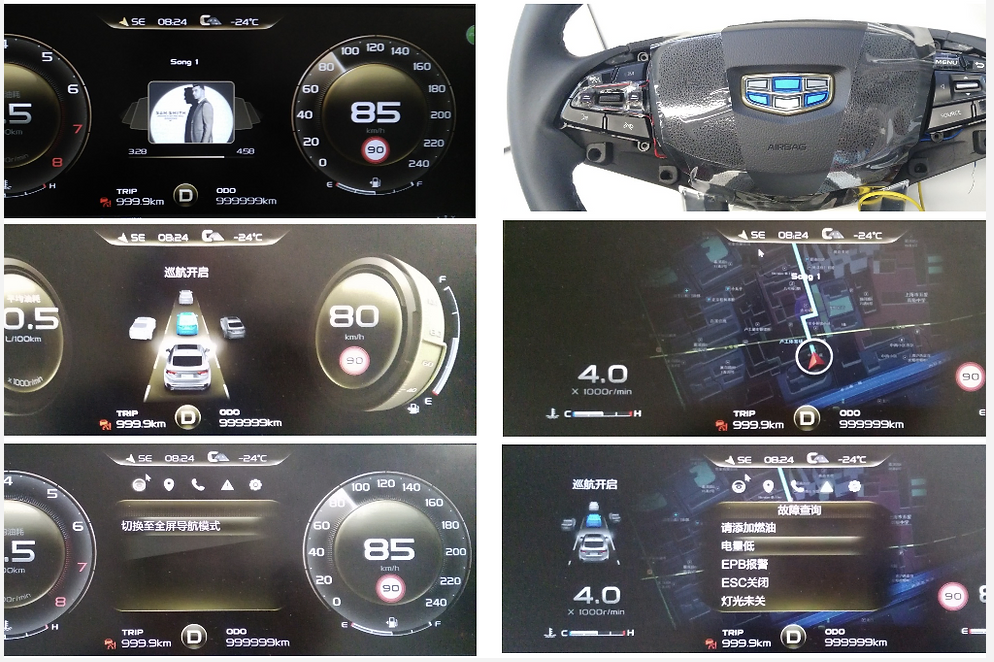 SE 08:24 -24℃
5
6
7
8
.5
Song 1
SAM SMITH
3:28 4:58
0 20 40 60 80 100 120 140 160 180 200 220 240
85
km/h
90
H E F
TRIP
999.9km
D
ODO
999999km
MENU
SOURCE
AIRBAG
SE 08:24 -24℃
巡航开启
平均油耗
0.5
L/100km
x 1000r/min
80
90
F
E
TRIP
999.9km
D
ODO
999999km
SE 08:24 -24℃
Song 1
4.0
X 1000r/min
C H
90
TRIP
999.9km
D
ODO
999999km
SE 08:24 -24℃
4
5
6
7
8
.5
切换至全屏导航模式
0 20 40 60 80 100 120 140 160 180 200 220 240
85
km/h
90
H E F
TRIP
999.9km
D
ODO
999999km
SE 08:24 -24℃
巡航开启
4.0
X 1000r/min
C H
故障查询
请添加燃油
电量低
EPB报警
ESC关闭
灯光未关
90
E
TRIP
999.9km
D
ODO
999999km